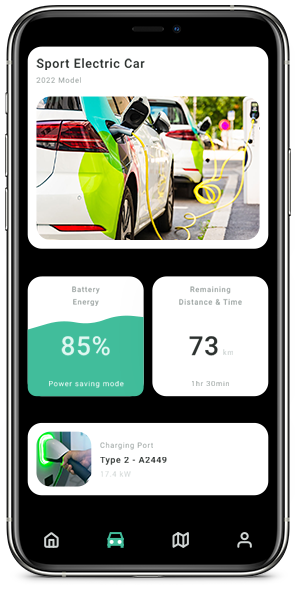 Sport Electric Car
2022 Model
Battery
Energy
85%
Power saving mode
Remaining
Distance & Time
73 km
1hr 30min
Charging Port
Type 2 - A2449
17.4 kW